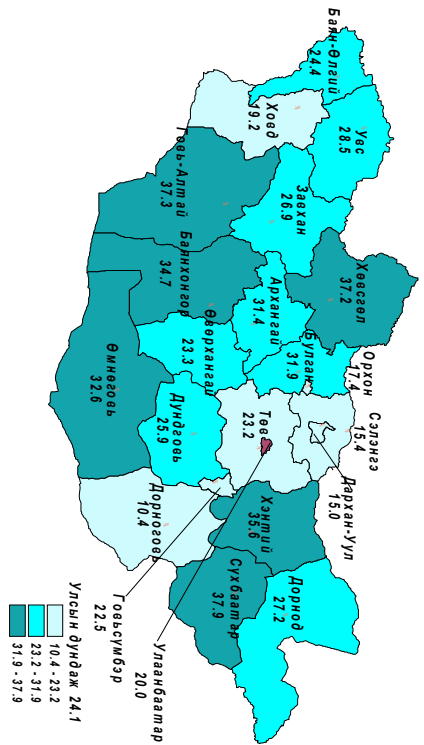 Баян-Өлгий
24.4
Увс
28.5
Ховд
19.2
Завхан
26.9
Говь-Алтай
37.3
Хөвсгөл
37.2
Баянхонгор
34.7
Архангай
31.4
Орхон
17.4
Булган
31.9
Өвөрхангай
23.3
Сэлэнгэ
15.4
Дархан-Уул
15.0
Төв
23.2
Өмнөговь
32.6
Дундговь
25.9
Хэнтий
35.6
Дорноговь
10.4
Дорнод
27.2
Сүхбаатар
37.9
Говьсүмбэр
22.5
Улаанбаатар
20.0
Улсын дундаж 24.1
10.4 - 23.2
23.2 - 31.9
31.9 - 37.9